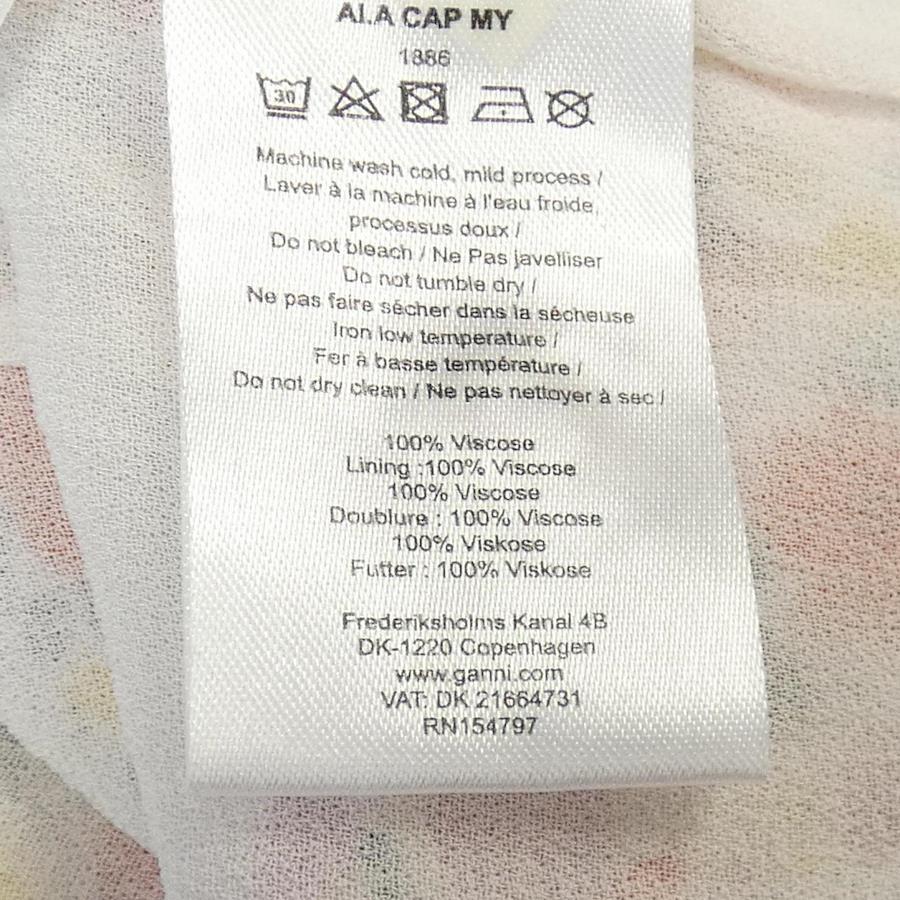 CAP MY
1886
30
Machine wash cold, mild process /
Laver à la machine à l'eau froide,
processus doux /
Do not bleach / Ne Pas javelliser
Do not tumble dry /
Ne pas faire sécher dans la sécheuse
Iron low temperature /
Fer à basse température /
Do not dry clean / Ne pas nettoyer à sec /
100% Viscose
Lining :100% Viscose
100% Viscose
Doublure : 100% Viscose
100% Viskose
Futter : 100% Viskose
Frederiksholms Kanal 4B
DK-1220 Copenhagen
www.ganni.com
VAT: DK 21664731
RN154797